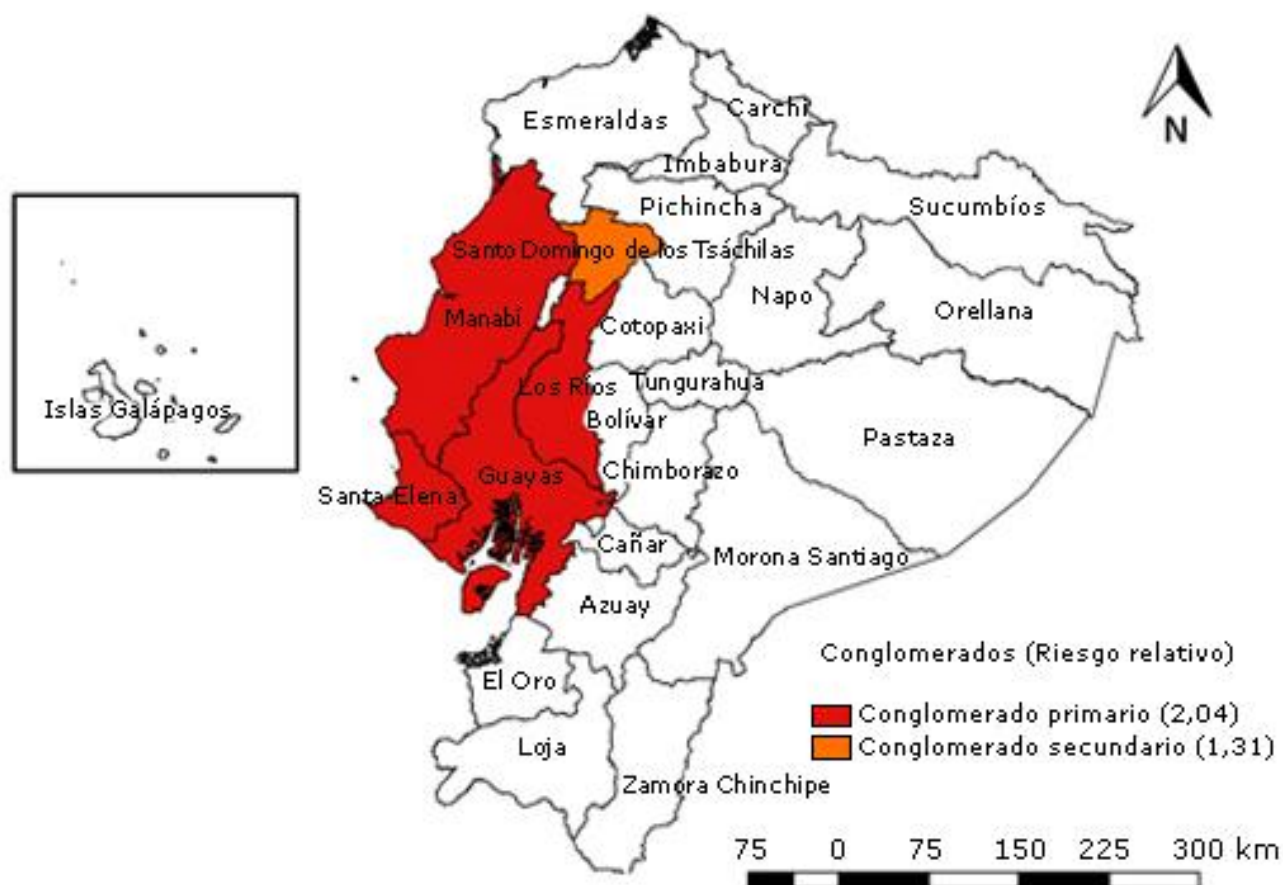 N
Carchi
Esmeraldas
Imbabura
Pichincha
Sucumbíos
Santo Domingo de los Tsáchilas
Napo
Orellana
Manabí
Cotopaxi
Los Ríos
Tungurahua
Islas Galápagos
Bolívar
Pastaza
Chimborazo
Guayas
Santa Elena
Cañar
Morona Santiago
Azuay
El Oro
Loja
Zamora Chinchipe
Conglomerados (Riesgo relativo)
Conglomerado primario (2,04)
Conglomerado secundario (1,31)
75 0 75 150 225 300 km